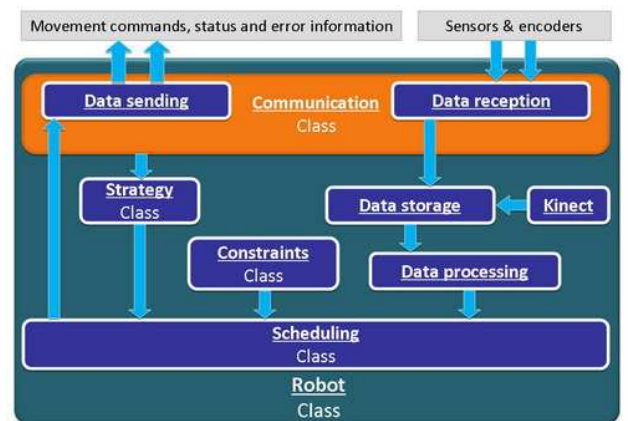 Movement commands, status and error information
Sensors & encoders
Data sending
Communication
Class
Data reception
Strategy
Class
Data storage
Kinect
Constraints
Class
Data processing
Scheduling
Class
Robot
Class